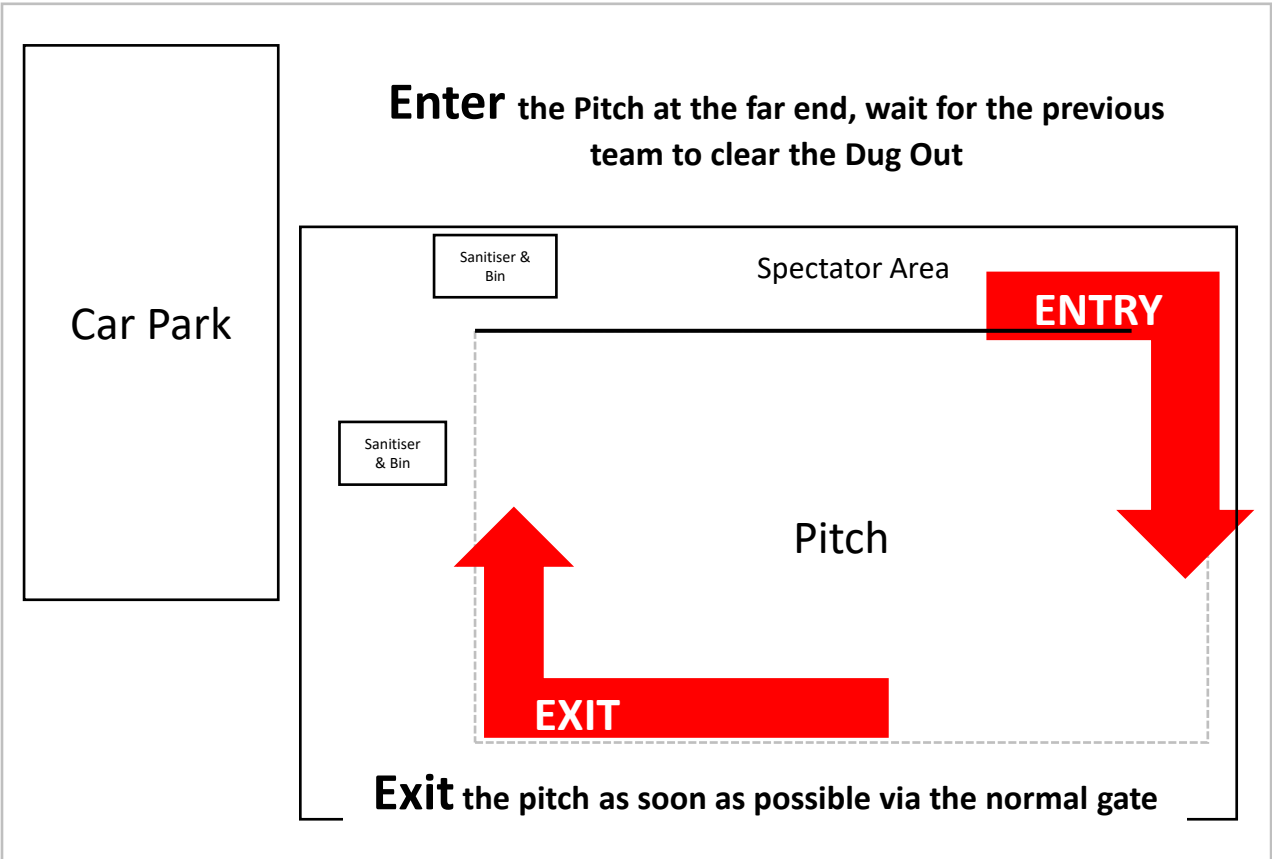 Enter the Pitch at the far end, wait for the previous
team to clear the Dug Out
Sanitiser &
Bin
Spectator Area
ENTRY
Car Park
Sanitiser
& Bin
Pitch
EXIT
Exit the pitch as soon as possible via the normal gate